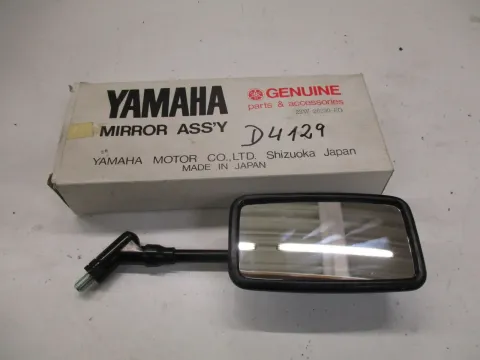 YAMAHA
GENUINE
parts & accessories
MIRROR ASS'Y
D4129
YAMAHA MOTOR CO., LTD. Shizuoka Japan
MADE IN JAPAN